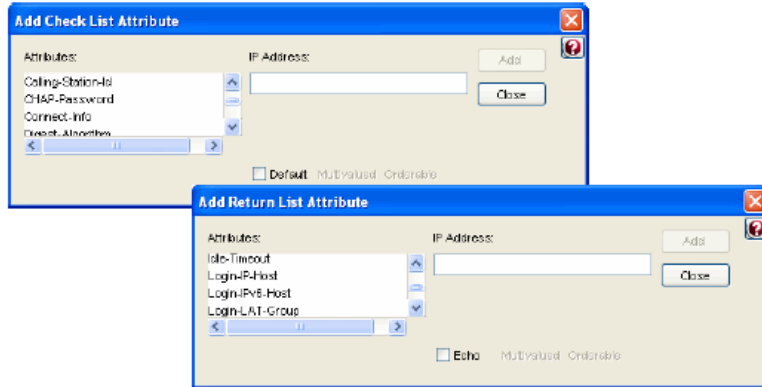 Add Check List Attribute
Attributes:
IP Address:
Add
Calling-Station-Id
CHAP-Password
Close
Connect-Info
Digest-Algorithm
Default Multivalued Orderable
Add Return List Attribute
Attributes:
IP Address:
Add
Idle-Timeout
Login-IP-Host
Close
Login-IPv6-Host
Login-LAT-Group
Echo Multivalued Orderable